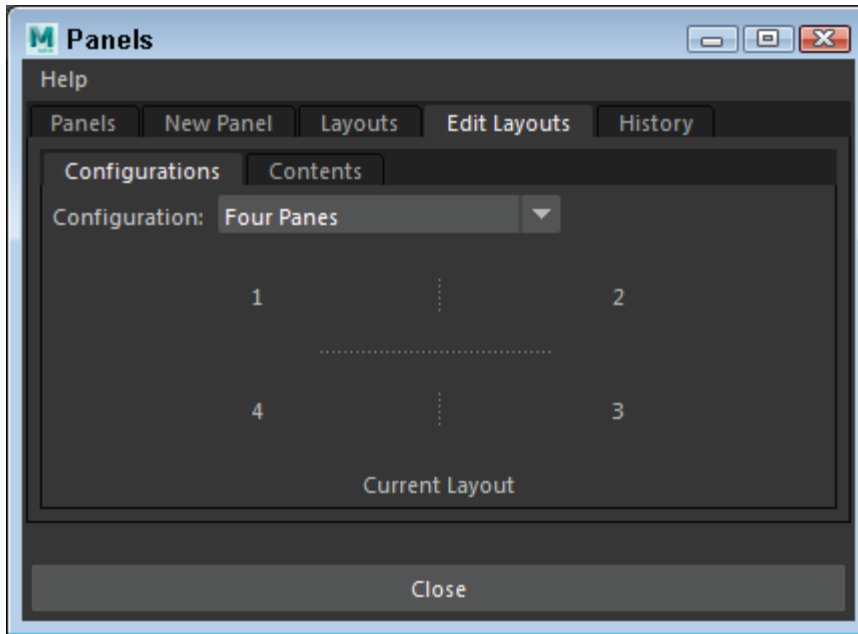 Panels
Help
Panels New Panel Layouts Edit Layouts History
Configurations Contents
Configuration: Four Panes
1 2
4 3
Current Layout
Close